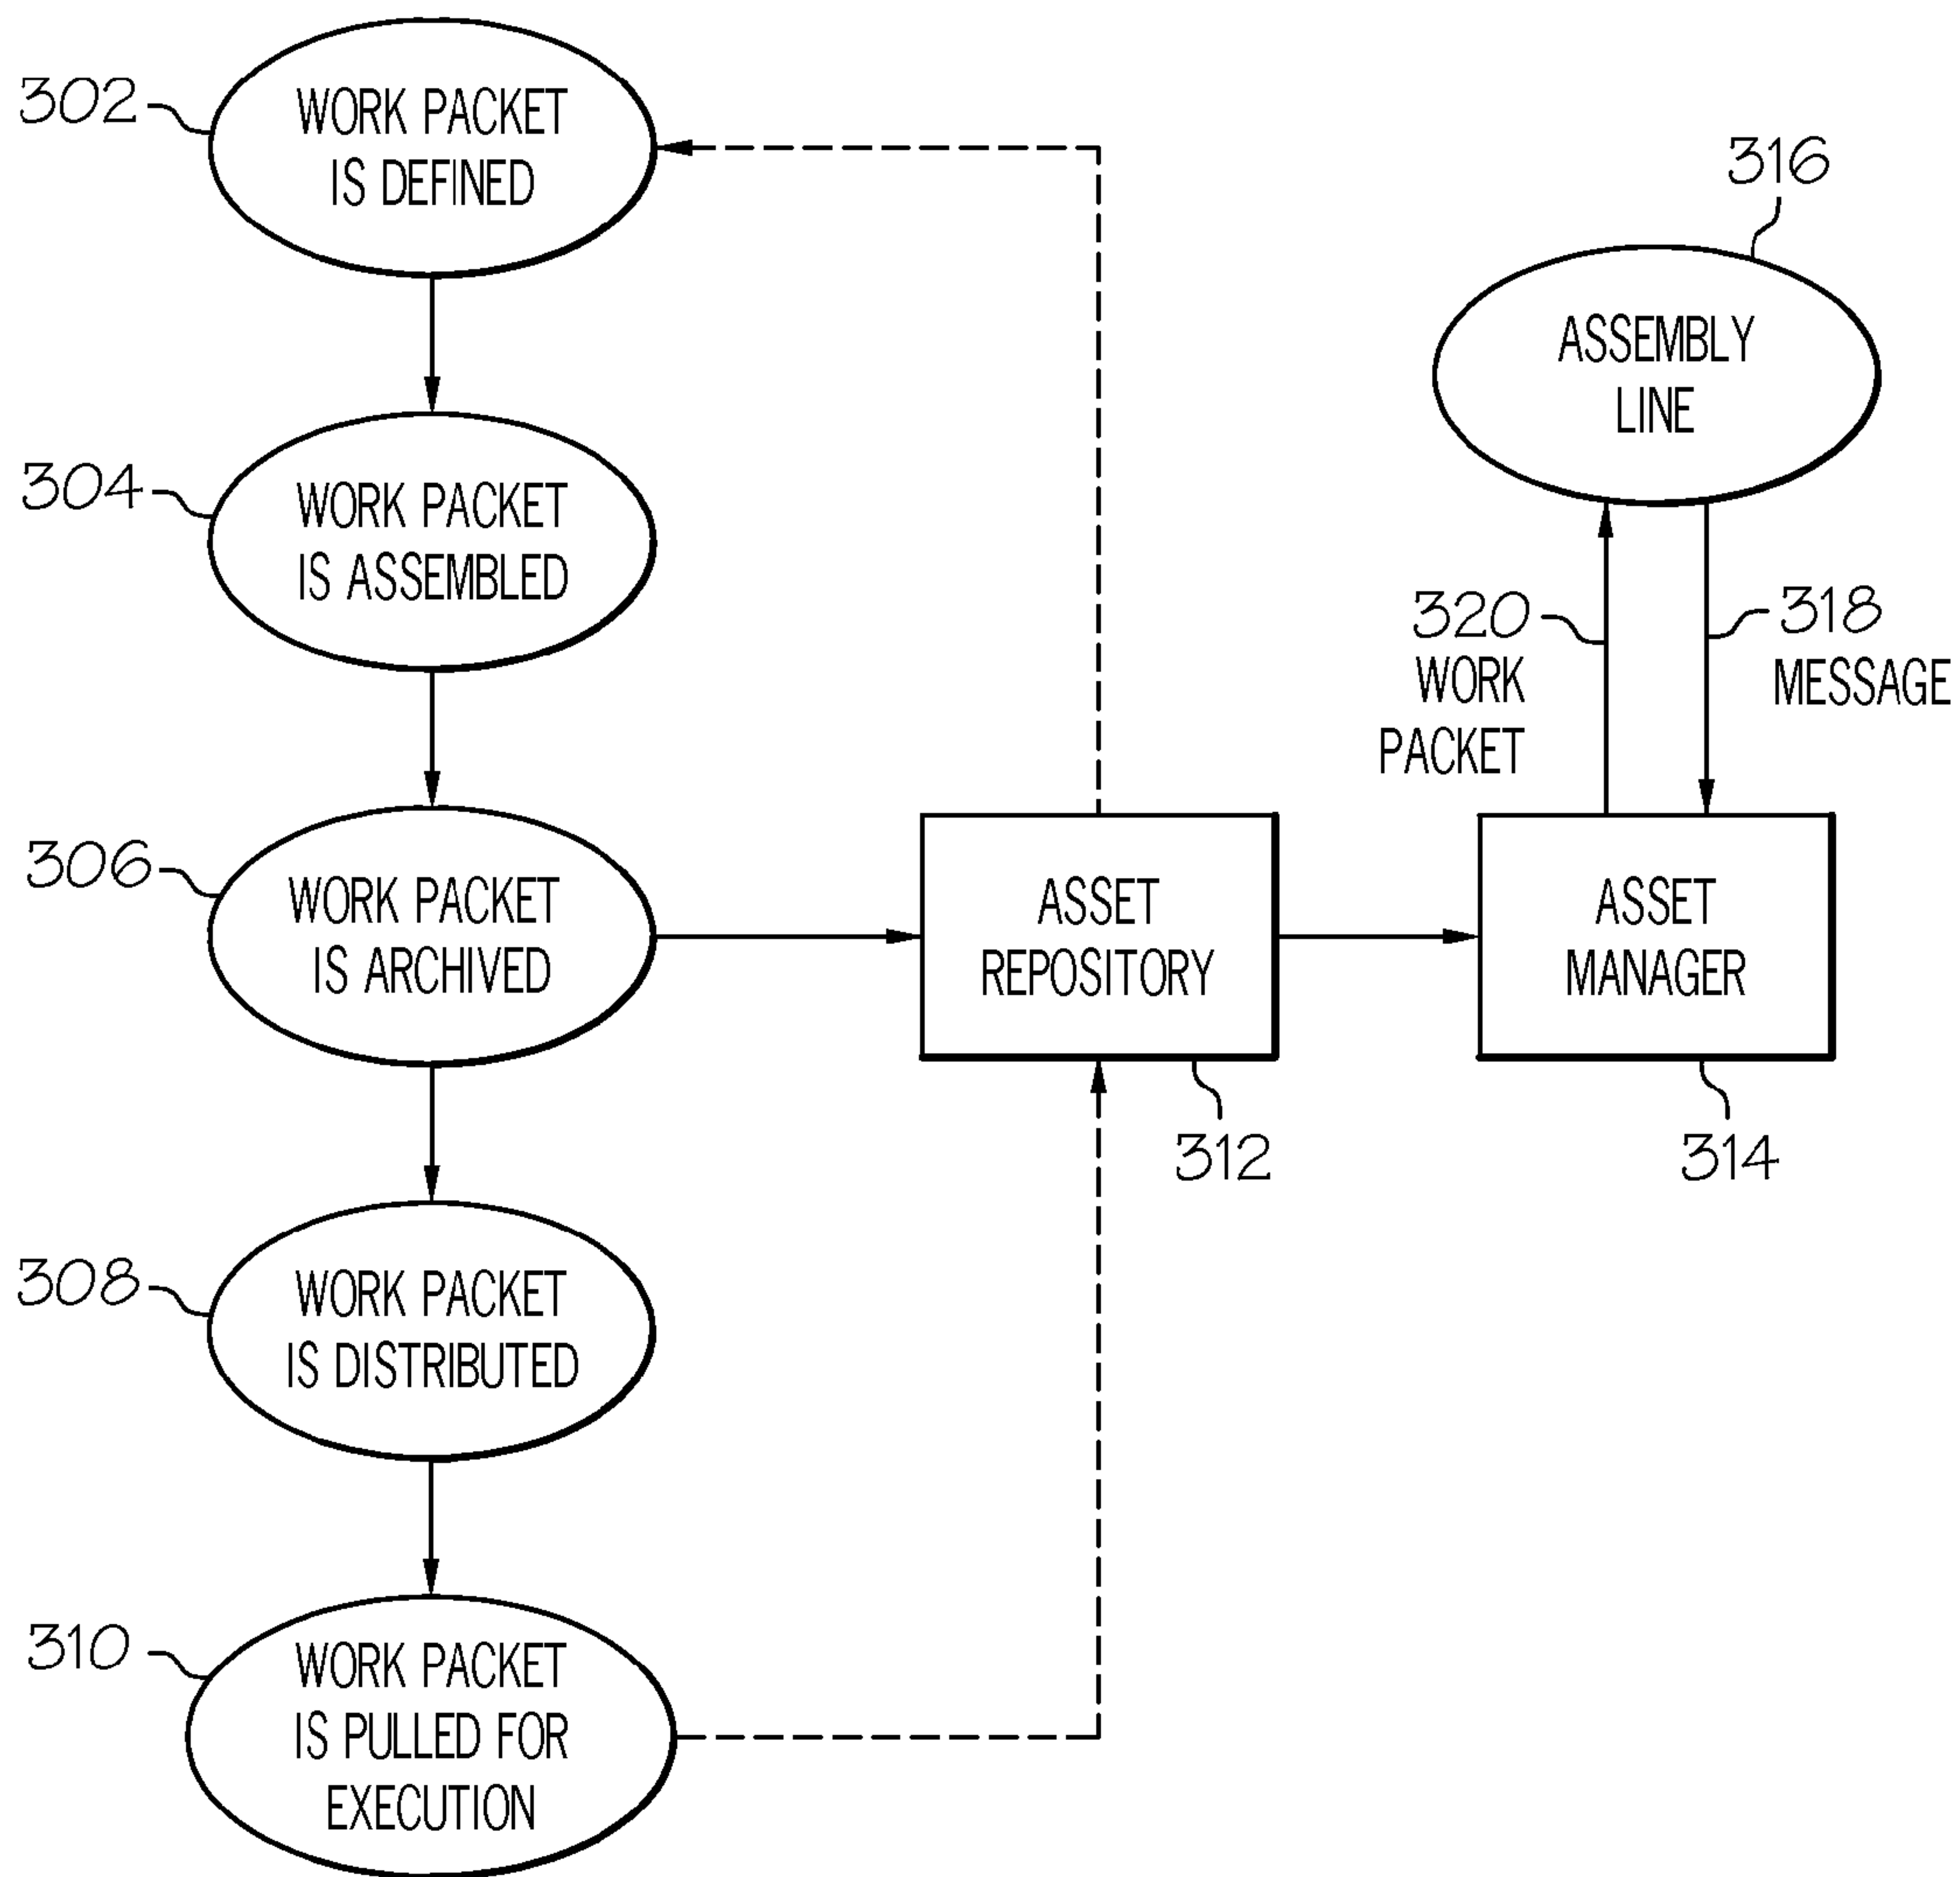 302
WORK PACKET
IS DEFINED
304
WORK PACKET
IS ASSEMBLED
306
WORK PACKET
IS ARCHIVED
308
WORK PACKET
IS DISTRIBUTED
310
WORK PACKET
IS PULLED FOR
EXECUTION
ASSET
REPOSITORY
312
316
ASSEMBLY
LINE
320
WORK
PACKET
318
MESSAGE
ASSET
MANAGER
314